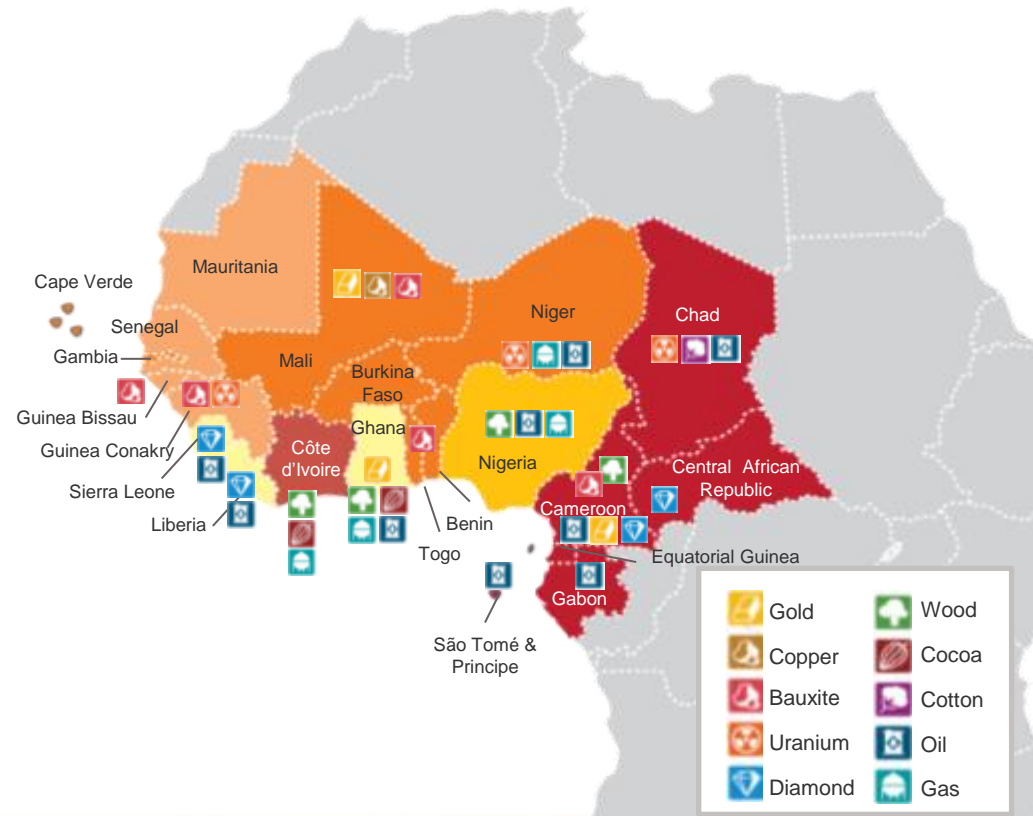 Mauritania
Cape Verde
Niger
Chad
Senegal
Gambia
Mali
Burkina
Faso
Guinea Bissau
Ghana
Guinea Conakry
Côte
d'Ivoire
Nigeria
Central African
Republic
Sierra Leone
Cameroon
Liberia
Benin
Togo
Equatorial Guinea
Gabon
São Tomé &
Principe
Gold
Copper
Bauxite
Uranium
Diamond
Wood
Cocoa
Cotton
Oil
Gas